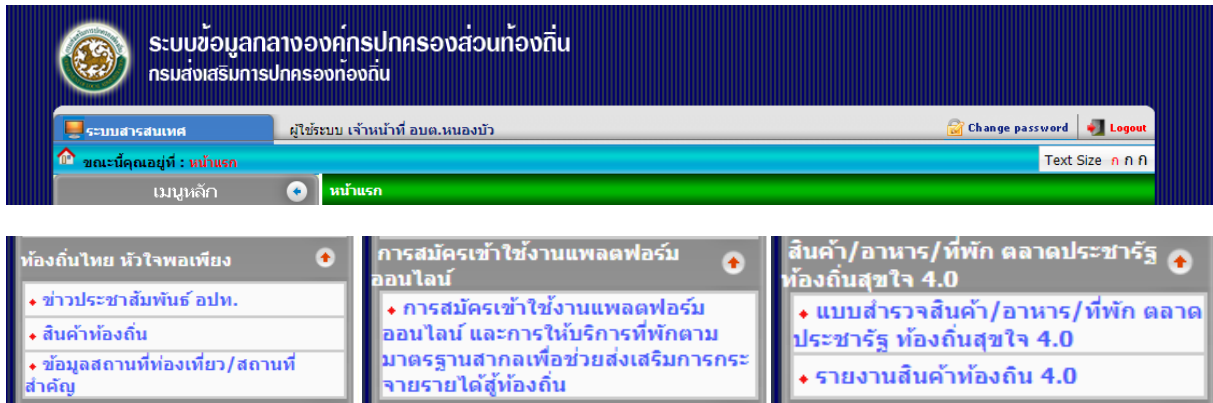 ระบบข้อมูลกลางองค์กรปกครองส่วนท้องถิ่น
กรมส่งเสริมการปกครองท้องถิ่น
ระบบสารสนเทศ
ผู้ใช้ระบบ เจ้าหน้าที่ อบต.หนองบัว
Change password
Logout
ขณะนี้คุณอยู่ที่ : หน้าแรก
Text Size ก ก ก
เมนูหลัก
หน้าแรก
ท้องถิ่นไทย หัวใจพอเพียง
ข่าวประชาสัมพันธ์ อปท.
สินค้าท้องถิ่น
ข้อมูลสถานที่ท่องเที่ยว/สถานที่
สำคัญ
การสมัครเข้าใช้งานแพลตฟอร์ม
ออนไลน์
การสมัครเข้าใช้งานแพลตฟอร์ม
ออนไลน์ และการให้บริการที่พักตาม
มาตรฐานสากลเพื่อช่วยส่งเสริมการกระ
จายรายได้สู้ท้องถิ่น
สินค้า/อาหาร/ที่พัก ตลาดประชารัฐ
ท้องถิ่นสุขใจ 4.0
แบบสำรวจสินค้า/อาหาร/ที่พัก ตลาด
ประชารัฐ ท้องถิ่นสุขใจ 4.0
รายงานสินค้าท้องถิน 4.0